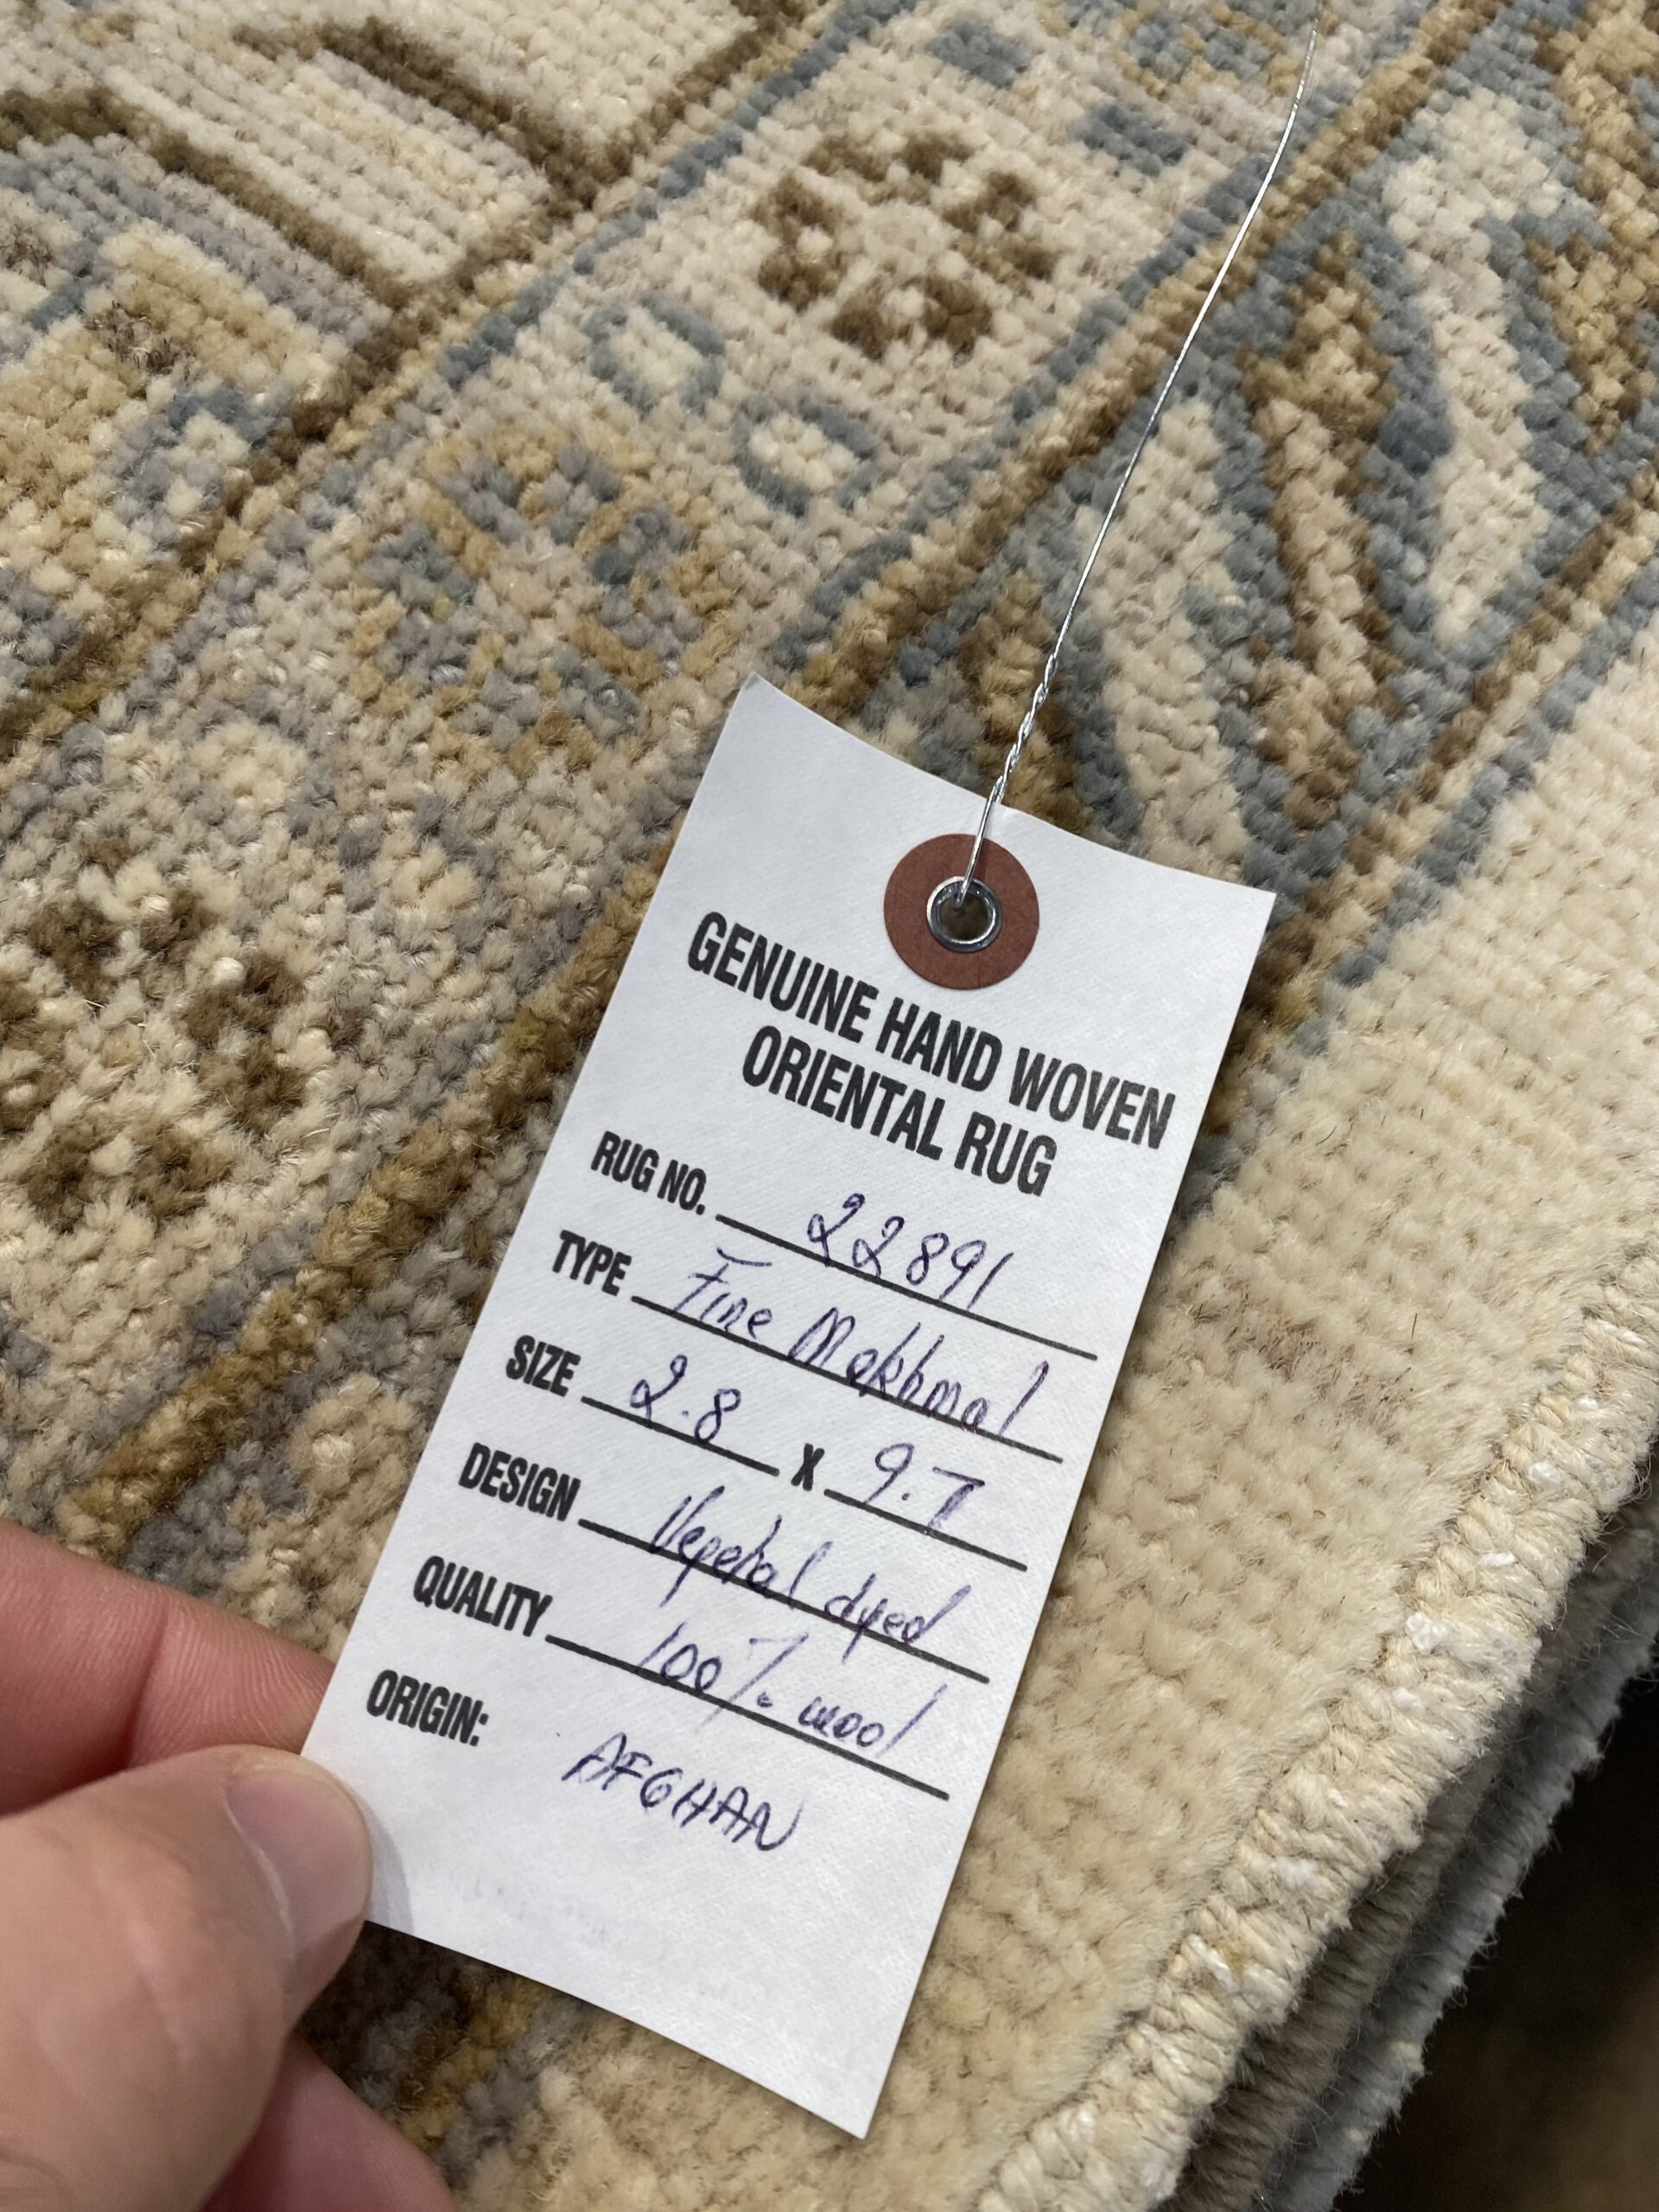 GENUINE HAND WOVEN
ORIENTAL RUG
RUG NO. 22891
TYPE Fine Makhmal
SIZE 2.8 X 9.7
DESIGN Vegetal dyed
QUALITY 100% wool
ORIGIN: AFGHAN